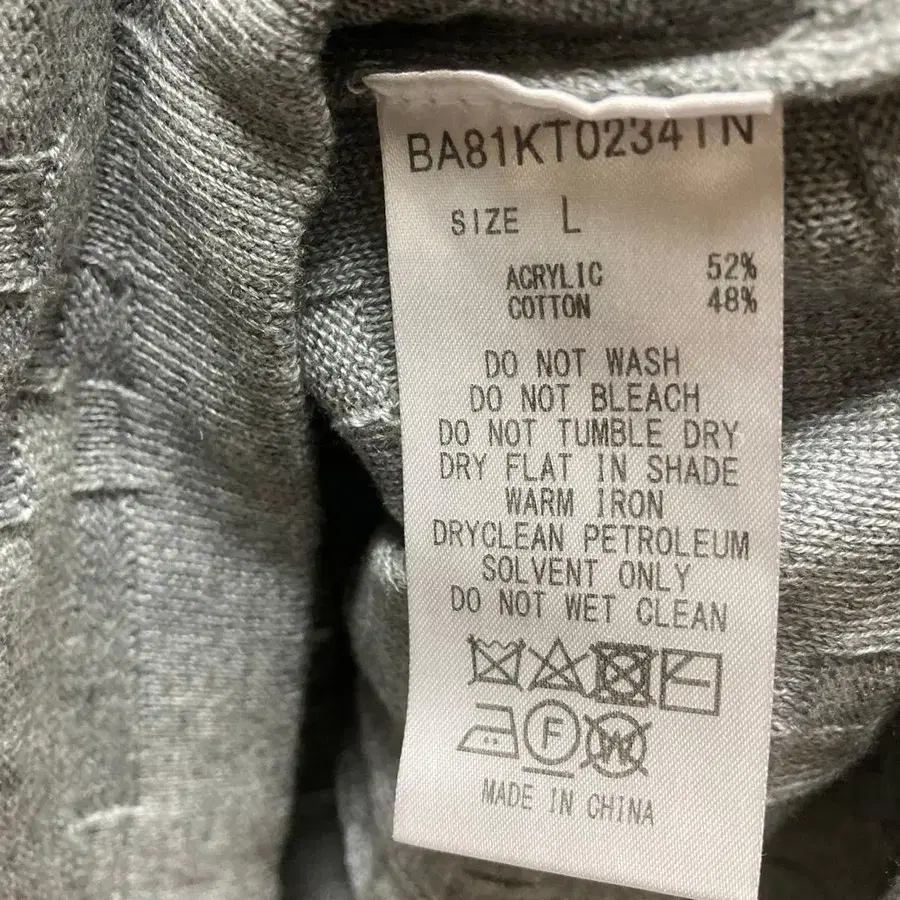 BA81KT02341N
SIZE L
ACRYLIC 52%
COTTON 48%
DO NOT WASH
DO NOT BLEACH
DO NOT TUMBLE DRY
DRY FLAT IN SHADE
WARM IRON
DRYCLEAN PETROLEUM
SOLVENT ONLY
DO NOT WET CLEAN
F W
MADE IN CHINA